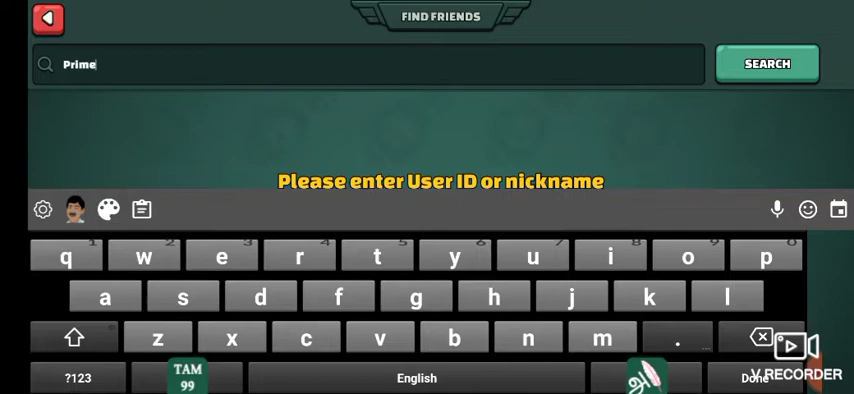 FIND FRIENDS
Prime
SEARCH
Please enter User ID or nickname
q 1 w 2 e 3 r 4 t 5 y 6 u 7 i 8 o 9 p 0
a s d f g h j k l
z x c v b n m .
?123
TAM
99
English
அ
Done
V RECORDER